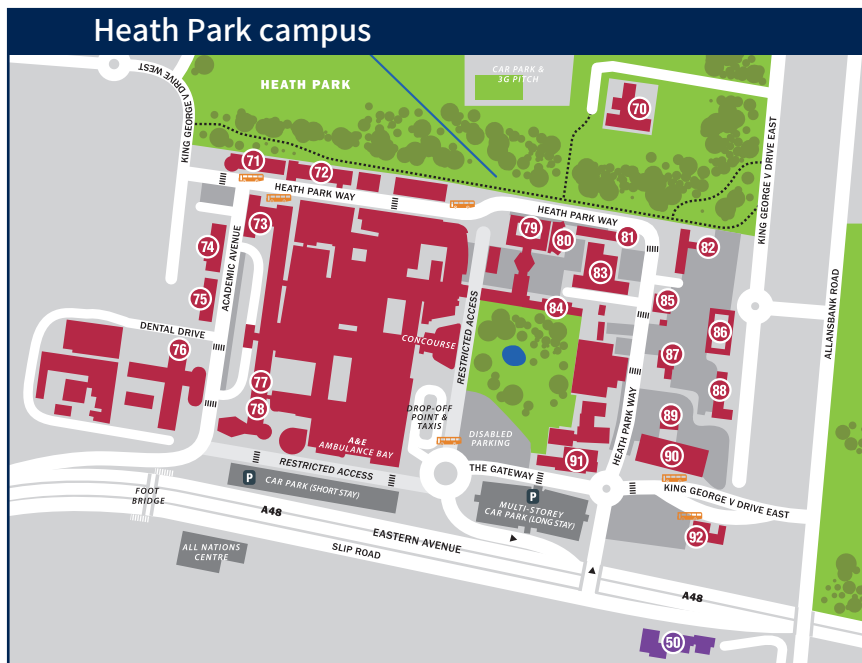 Heath Park campus
KING GEORGE V DRIVE WEST
CAR PARK &
3G PITCH
HEATH PARK
70
KING GEORGE V DRIVE EAST
71
72
HEATH PARK WAY
HEATH PARK WAY
73
74
75
ACADEMIC AVENUE
79
80
81
82
83
84
85
86
87
88
89
90
91
92
ALLANSBANK ROAD
DENTAL DRIVE
76
77
78
CONCOURSE
RESTRICTED ACCESS
HEATH PARK WAY
DROP-OFF
POINT &
TAXIS
DISABLED
PARKING
A&E
AMBULANCE BAY
RESTRICTED ACCESS
THE GATEWAY
P
CAR PARK (SHORT STAY)
P
MULTI-STOREY
CAR PARK (LONG STAY)
KING GEORGE V DRIVE EAST
FOOT
BRIDGE
A48
EASTERN AVENUE
SLIP ROAD
ALL NATIONS
CENTRE
A48
50